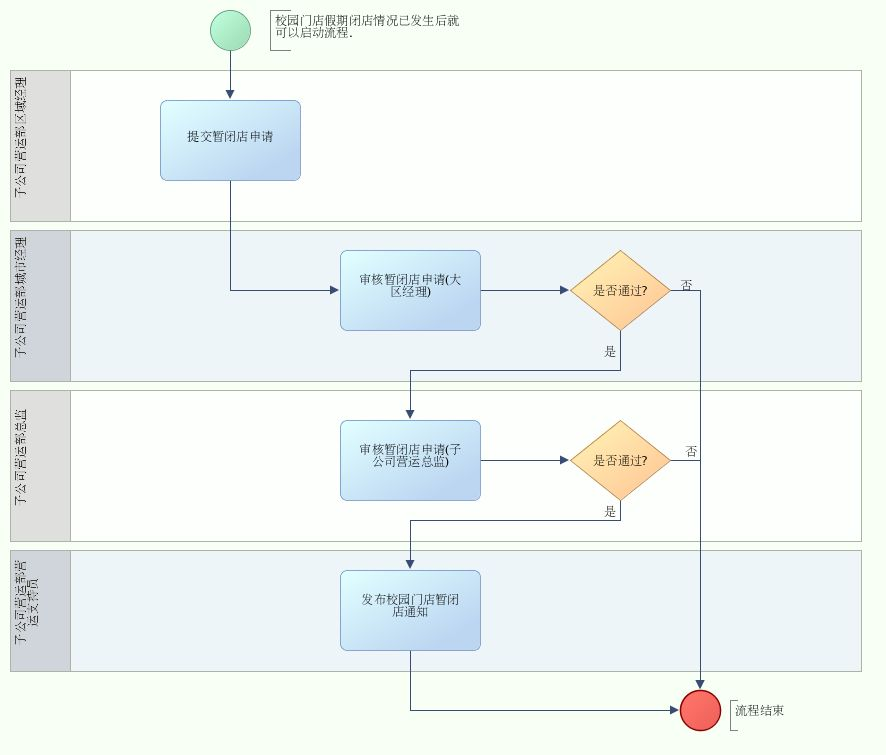 校园门店假期闭店情况已发生后就
可以启动流程.
子公司营运部区域经理
提交暂闭店申请
子公司营运部城市经理
审核暂闭店申请(大
区经理)
是否通过?
否
是
子公司营运部总监
审核暂闭店申请(子
公司营运总监)
是否通过?
否
是
子公司营运部营
运支持员
发布校园门店暂闭
店通知
流程结束